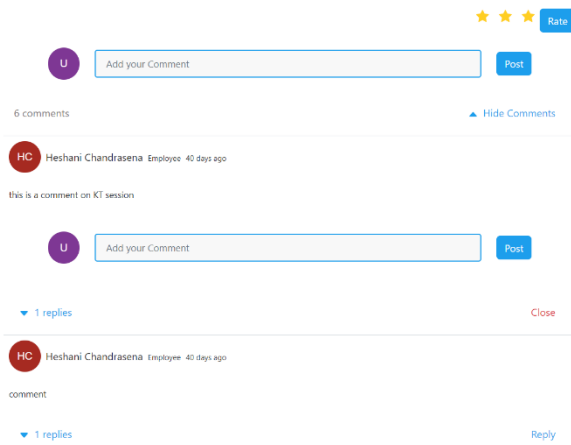 Rate
U Add your Comment Post
6 comments Hide Comments
HC Heshani Chandrasena Employee 40 days ago
this is a comment on KT session
U Add your Comment Post
1 replies Close
HC Heshani Chandrasena Employee 40 days ago
comment
1 replies Reply